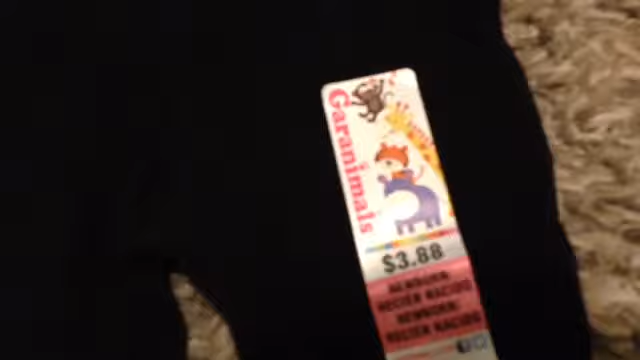 Garanimals
$3.88
NEWBORN:
RECIÉN NACIDO
NEWBORN:
RECIÉN NACIDO